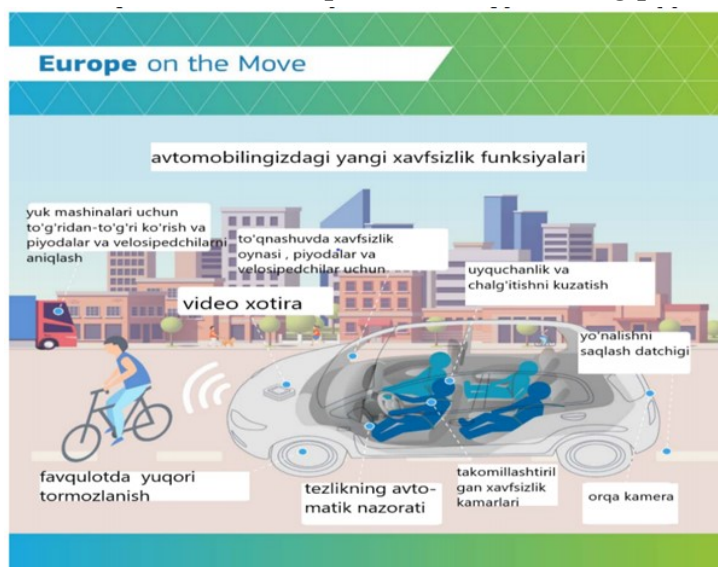 Europe on the Move
avtomobilingizdagi yangi xavfsizlik funksiyalari
yuk mashinalari uchun
to'g'ridan-to'g'ri ko'rish va
piyodalar va velosipedchilarni
aniqlash
to'qnashuvda xavfsizlik
oynasi , piyodalar va
velosipedchilar uchun
uyquchanlik va
chalg'itishni kuzatish
video xotira
yo'nalishni
saqlash datchigi
favqulotda yuqori
tormozlanish
tezlikning avto-
matik nazorati
takomillashtiril
gan xavfsizlik
kamarlari
orqa kamera